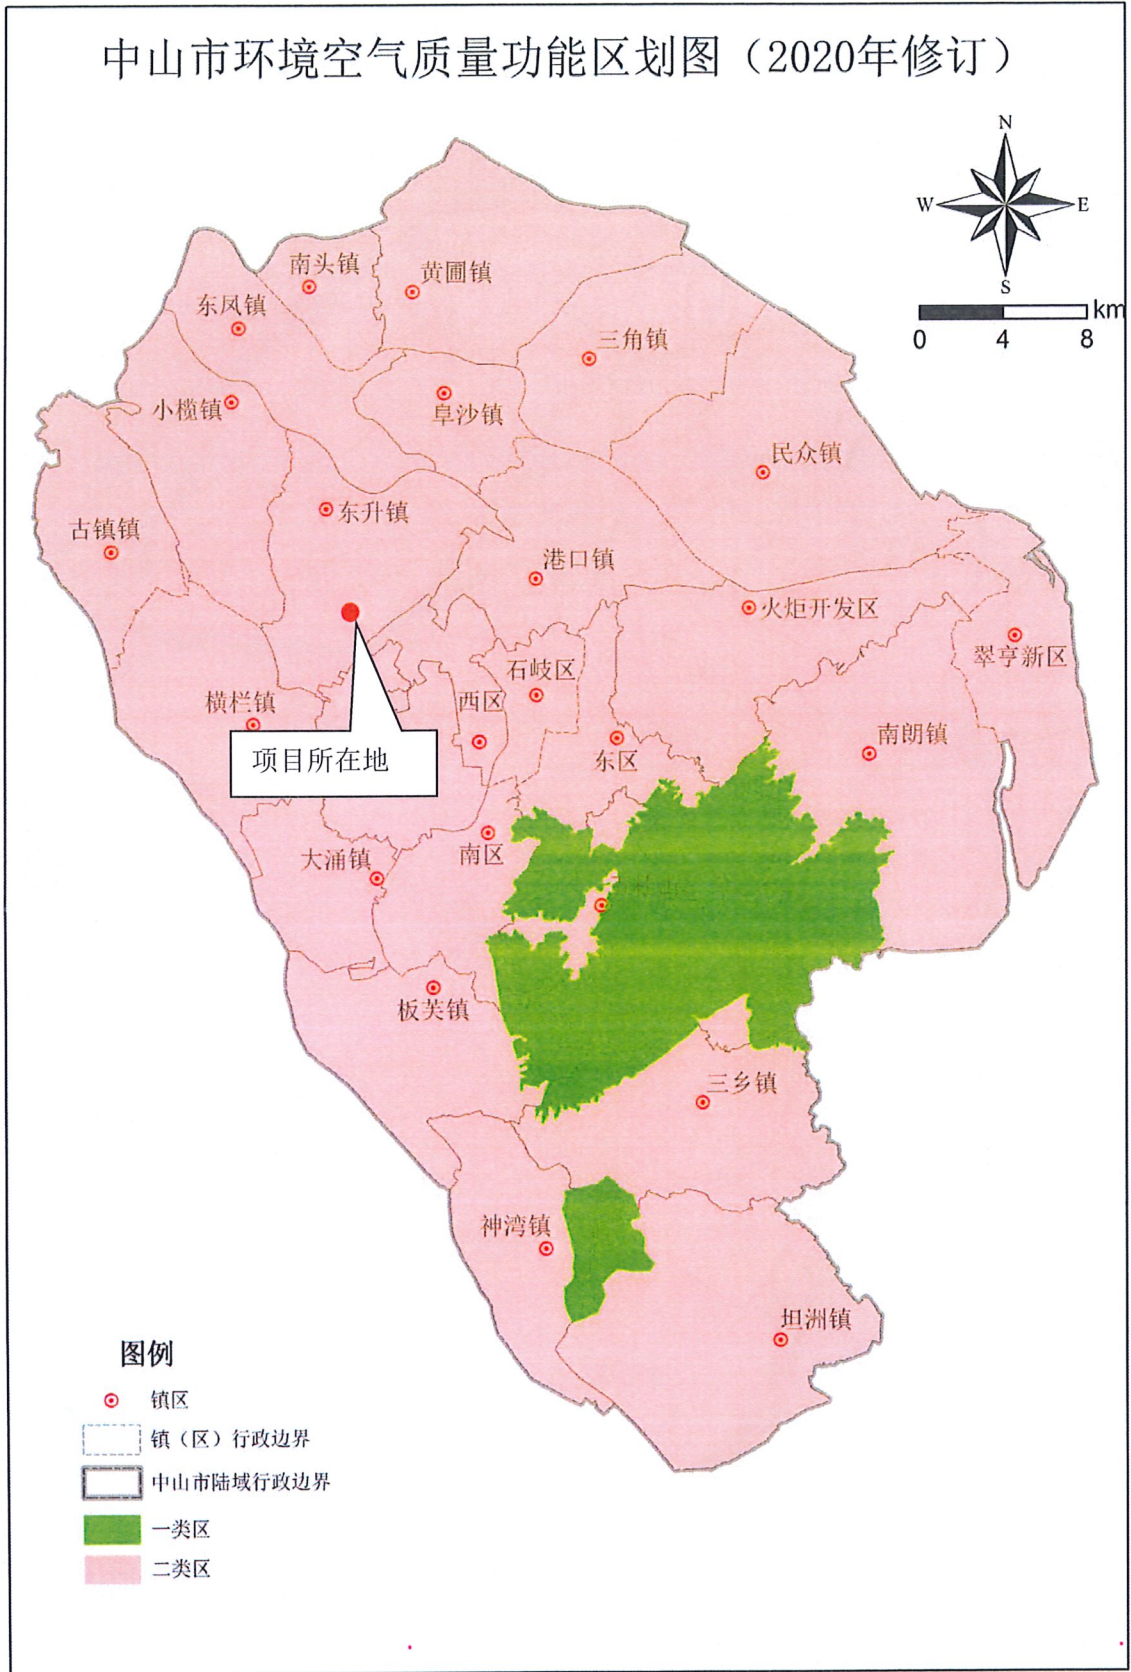 中山市环境空气质量功能区划图（2020年修订）
N
W
E
S
km
0 4 8
南头镇
黄圃镇
东凤镇
三角镇
小榄镇
阜沙镇
民众镇
东升镇
古镇镇
港口镇
火炬开发区
翠亨新区
石岐区
西区
横栏镇
南朗镇
东区
项目所在地
南区
大涌镇
板芙镇
三乡镇
神湾镇
坦洲镇
图例
镇区
镇（区）行政边界
中山市陆域行政边界
一类区
二类区